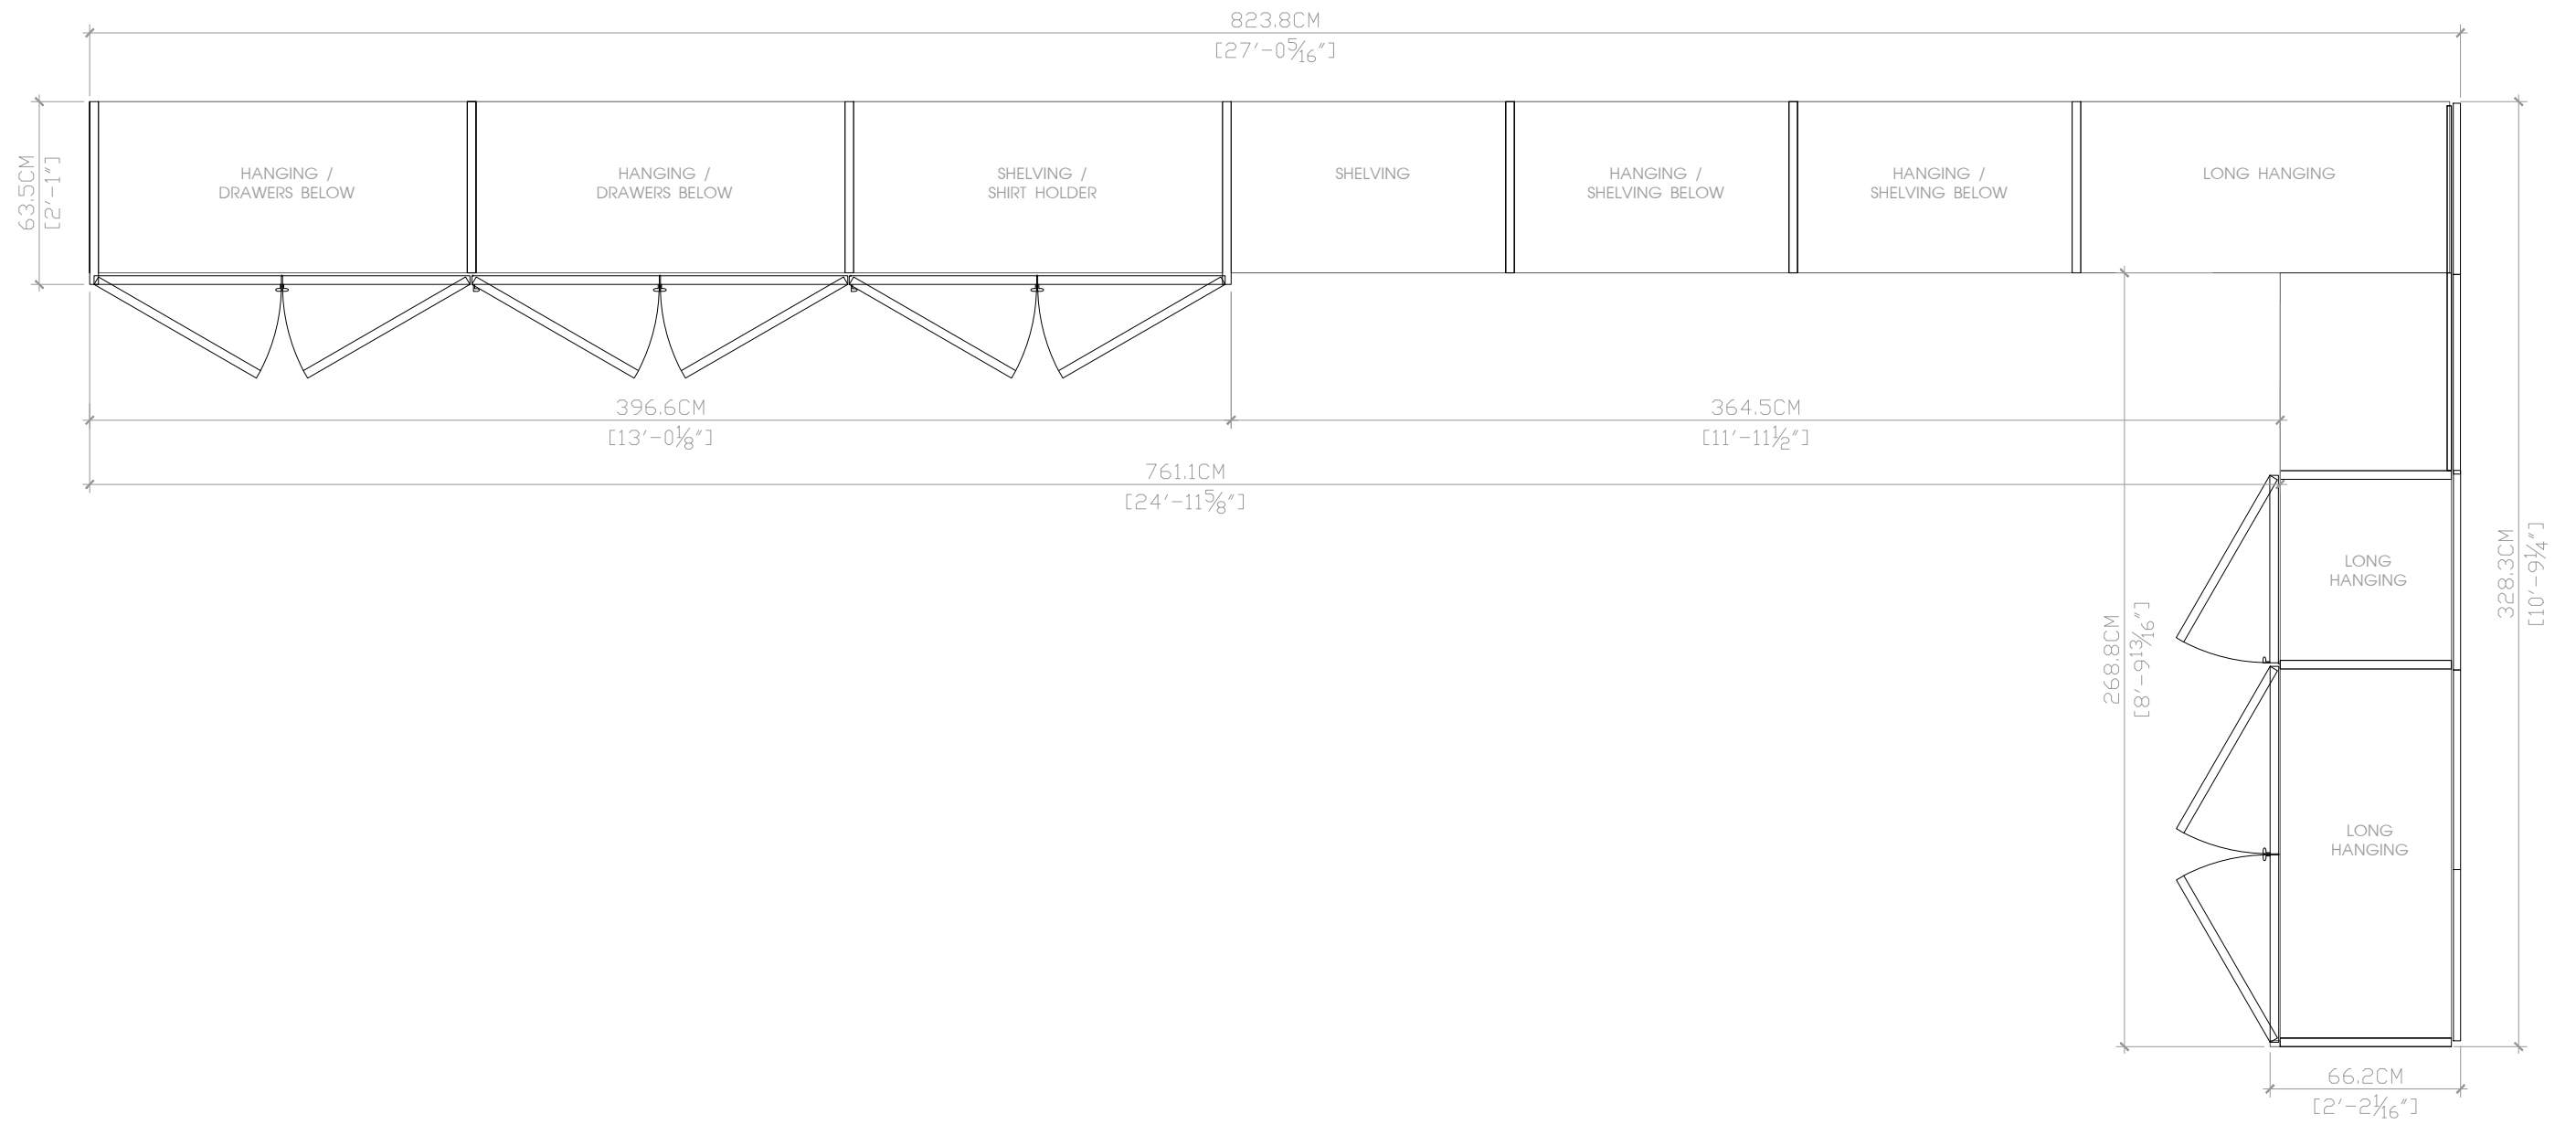 823.8CM
[27'-0 5/16"]
63.5CM
[2'-1"]
HANGING /
DRAWERS BELOW
HANGING /
DRAWERS BELOW
SHELVING /
SHIRT HOLDER
SHELVING
HANGING /
SHELVING BELOW
HANGING /
SHELVING BELOW
LONG HANGING
396.6CM
[13'-0 1/8"]
364.5CM
[11'-11 1/2"]
761.1CM
[24'-11 5/8"]
LONG
HANGING
328.3CM
[10'-9 1/4"]
268.8CM
[8'-9 13/16"]
LONG
HANGING
66.2CM
[2'-2 1/16"]